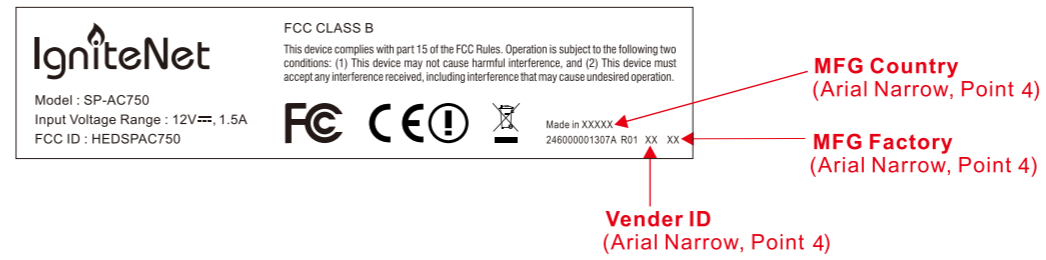 IgniteNet
Model : SP-AC750
Input Voltage Range : 12V⎓, 1.5A
FCC ID : HEDSPAC750
FCC CLASS B
This device complies with part 15 of the FCC Rules. Operation is subject to the following two
conditions: (1) This device may not cause harmful interference, and (2) This device must
accept any interference received, including interference that may cause undesired operation.
FC CE
Made in XXXXX
246000001307A R01 XX XX
MFG Country
(Arial Narrow, Point 4)
MFG Factory
(Arial Narrow, Point 4)
Vender ID
(Arial Narrow, Point 4)